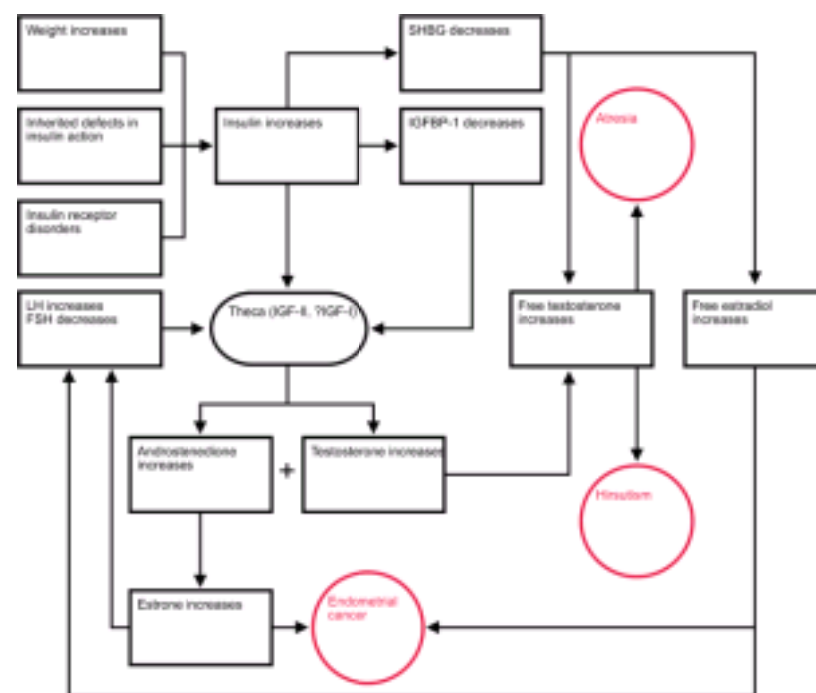 Weight increases
SHBG decreases
Inherited defects in
insulin action
Insulin increases
IGFBP-1 decreases
Atresia
Insulin receptor
disorders
LH increases
FSH decreases
Theca (IGF-II, ?IGF-I)
Free testosterone
increases
Free estradiol
increases
Androstenedione
increases
+
Testosterone increases
Hirsutism
Estrone increases
Endometrial
cancer